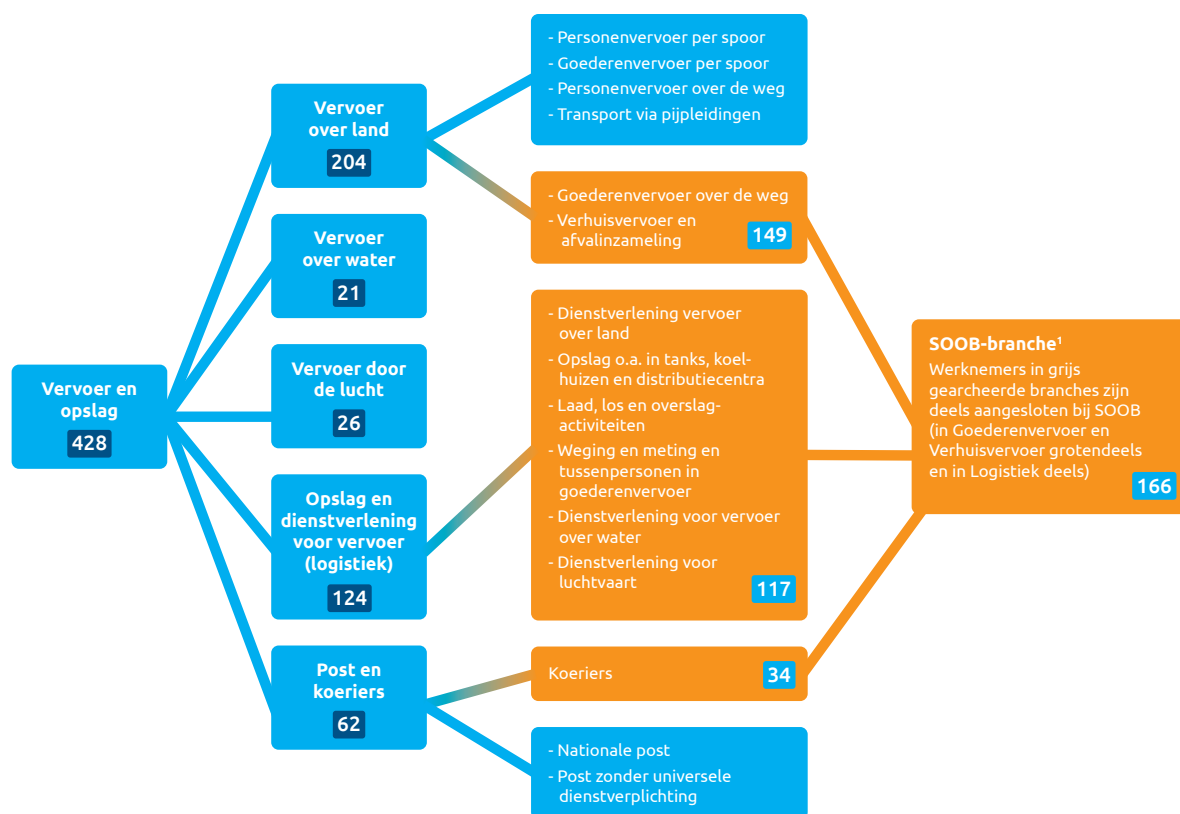 Vervoer en
opslag
428
Vervoer
over land
204
Vervoer
over water
21
Vervoer door
de lucht
26
Opslag en
dienstverlening
voor vervoer
(logistiek)
124
Post en
koeriers
62
- Personenvervoer per spoor
- Goederenvervoer per spoor
- Personenvervoer over de weg
- Transport via pijpleidingen
- Goederenvervoer over de weg
- Verhuisvervoer en
afvalinzameling
149
- Dienstverlening vervoer
over land
- Opslag o.a. in tanks, koel-
huizen en distributiecentra
- Laad, los en overslag-
activiteiten
- Weging en meting en
tussenpersonen in
goederenvervoer
- Dienstverlening voor vervoer
over water
- Dienstverlening voor
luchtvaart
117
Koeriers
34
- Nationale post
- Post zonder universele
dienstverplichting
SOOB-branche¹
Werknemers in grijs
gearcheerde branches zijn
deels aangesloten bij SOOB
(in Goederenvervoer en
Verhuisvervoer grotendeels
en in Logistiek deels)
166